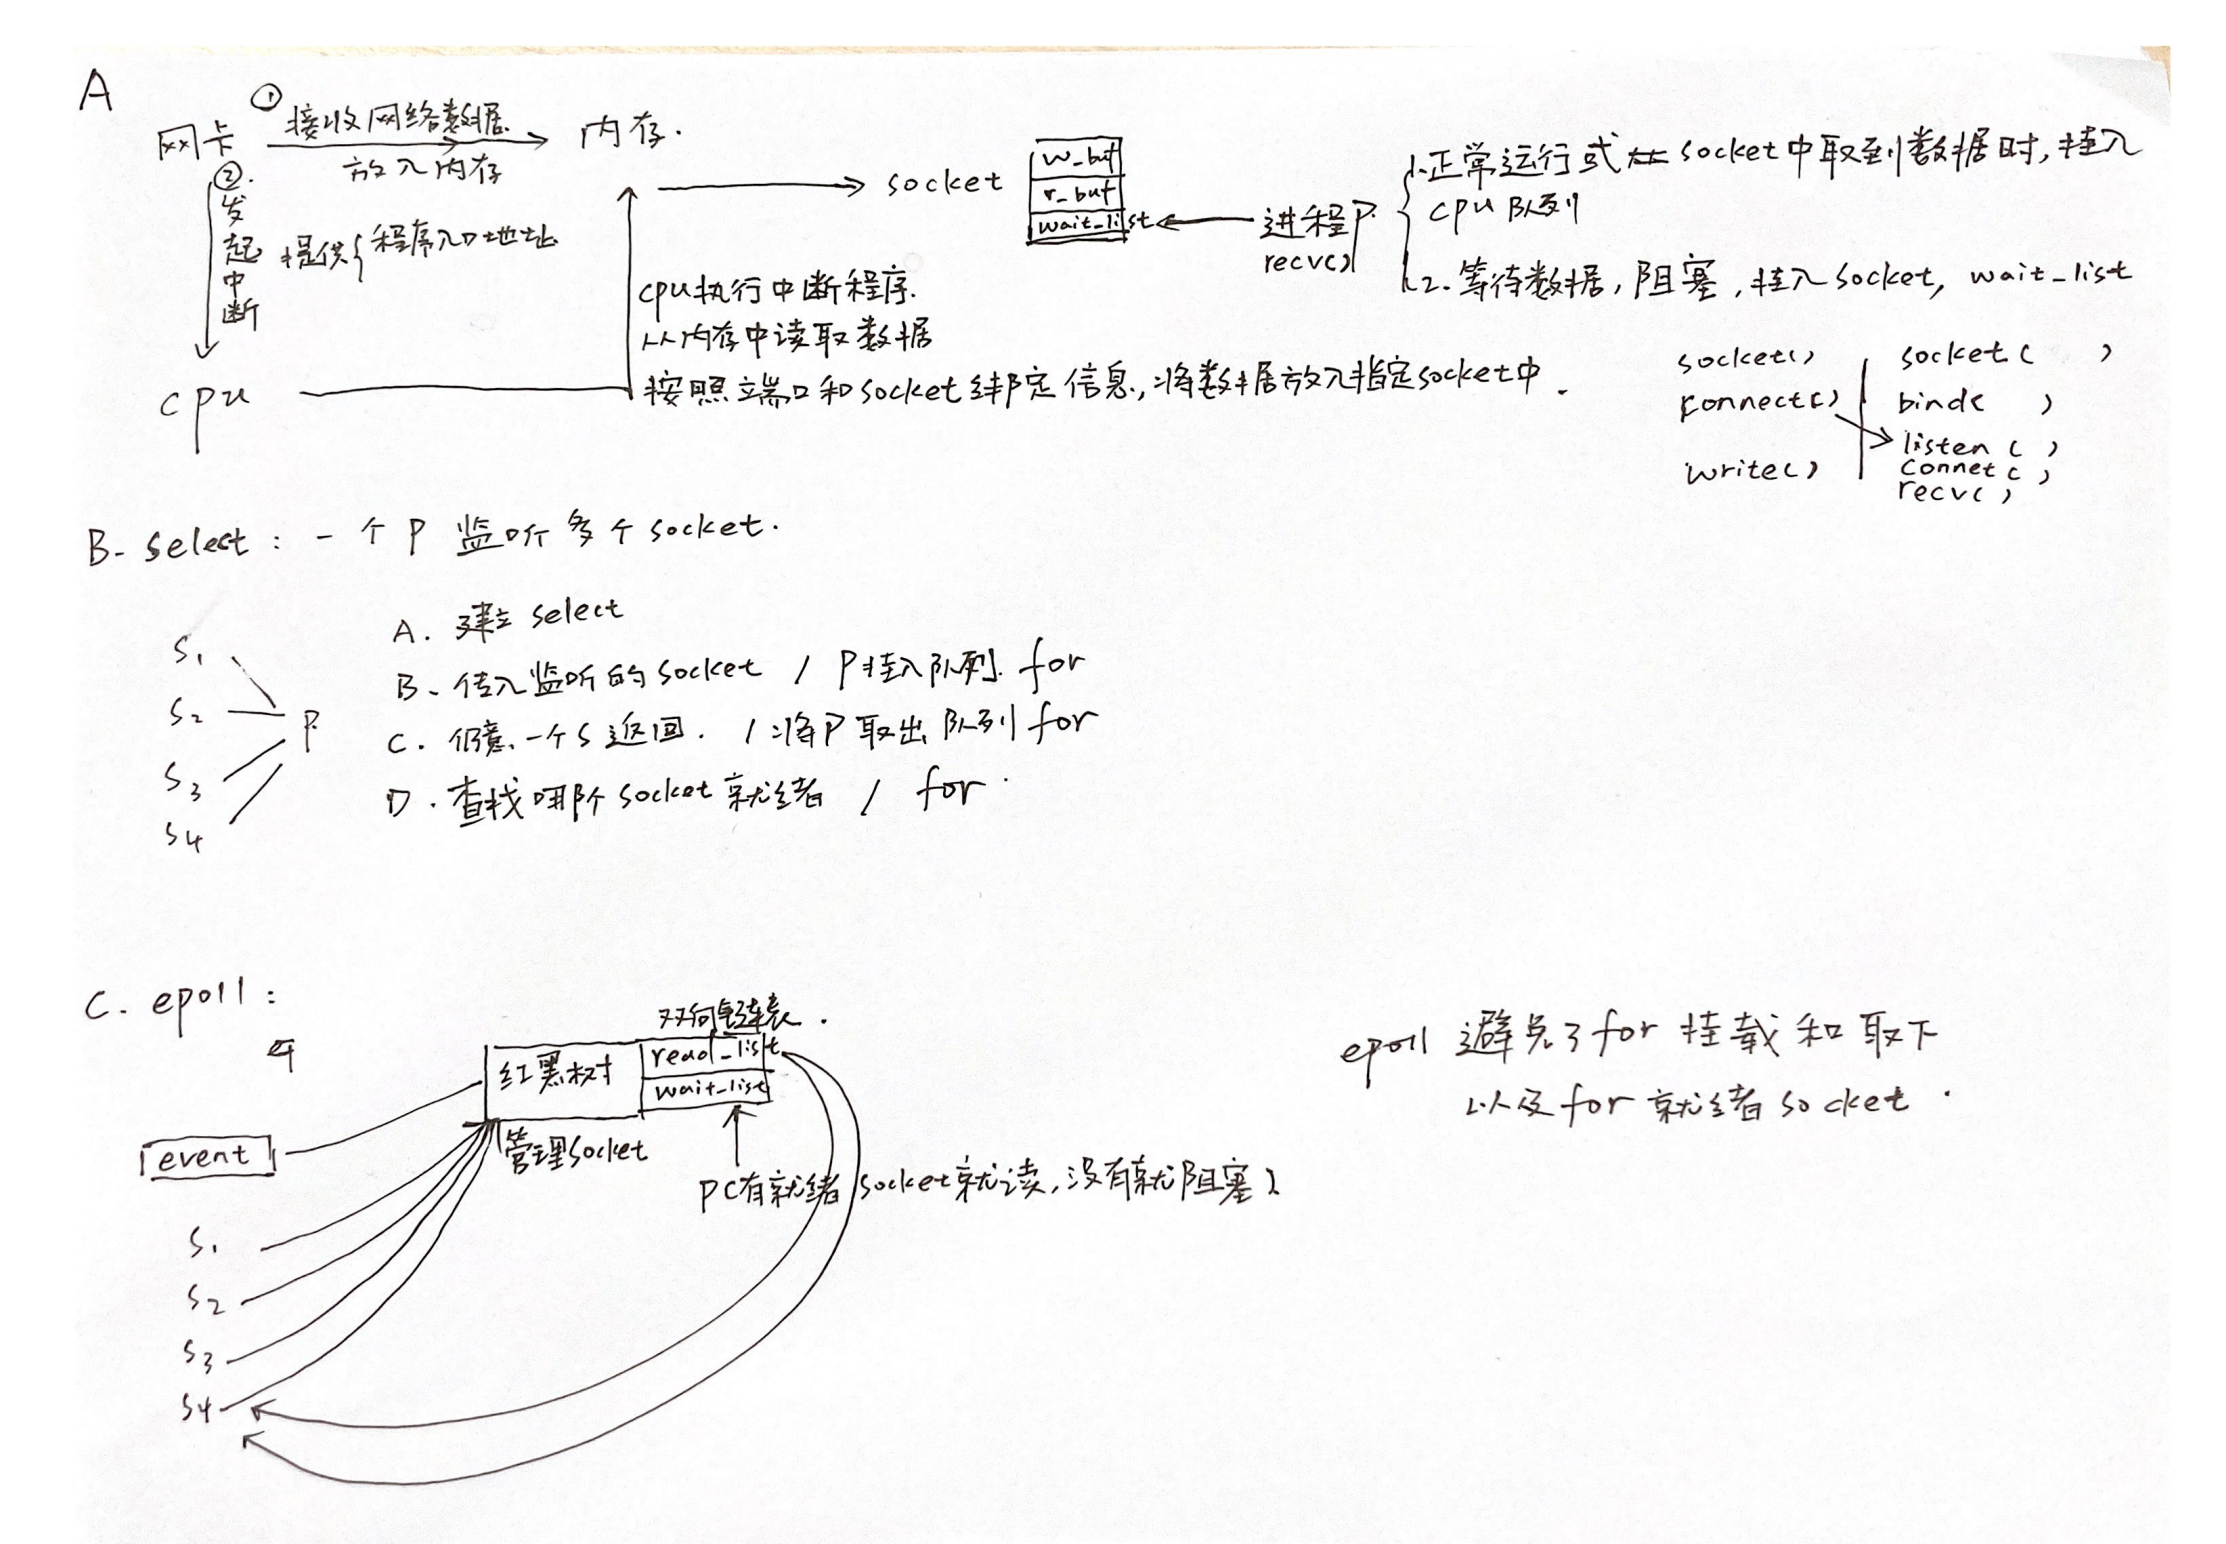 A
① 接收网络数据
网卡 放入内存 内存.
②.发起中断
提供{程序入口地址
cpu
cpu执行中断程序.
从内存中读取数据
按照端口和socket绑定信息,将数据放入指定socket中.
socket
w_buf
r_buf
wait_list
进程P.
recv()
1.正常运行或 socket中取到数据时,挂入
cpu队列
2.等待数据,阻塞,挂入socket, wait_list
socket() socket( )
connect() bind( )
listen( )
write() connet( )
recv( )
B- select: 一个P 监听多个socket.
S1
S2
P
S3
S4
A. 建立 select
B、传入监听的socket / P挂入队列. for
C. 任意一个S返回. / 将P取出队列 for
D. 查找哪个socket就绪者 / for
C. epoll:
双向链表.
红黑树
read_list
wait_list
管理socket
event
P(有就绪socket就读,没有就阻塞)
S1
S2
S3
S4
epoll 避免了for 挂载和取下
以及for 就绪者socket.